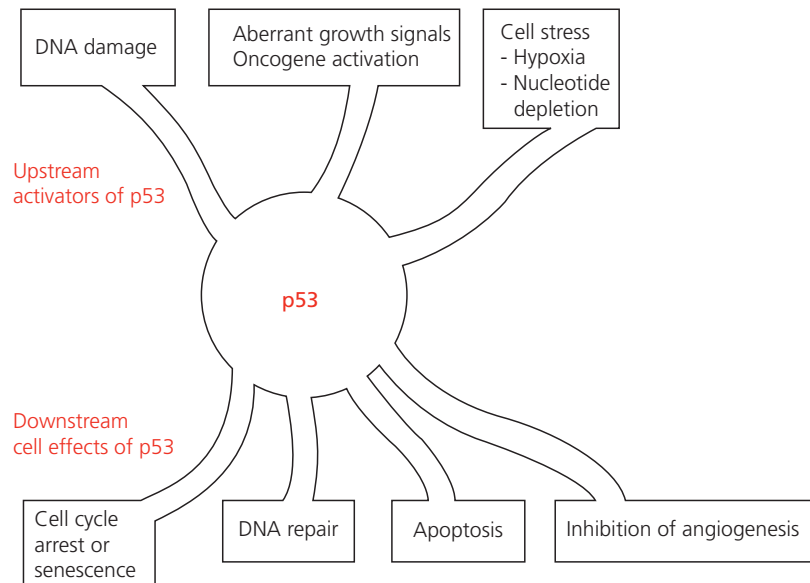 DNA damage
Aberrant growth signals
Oncogene activation
Cell stress
- Hypoxia
- Nucleotide
depletion
Upstream
activators of p53
p53
Downstream
cell effects of p53
Cell cycle
arrest or
senescence
DNA repair
Apoptosis
Inhibition of angiogenesis